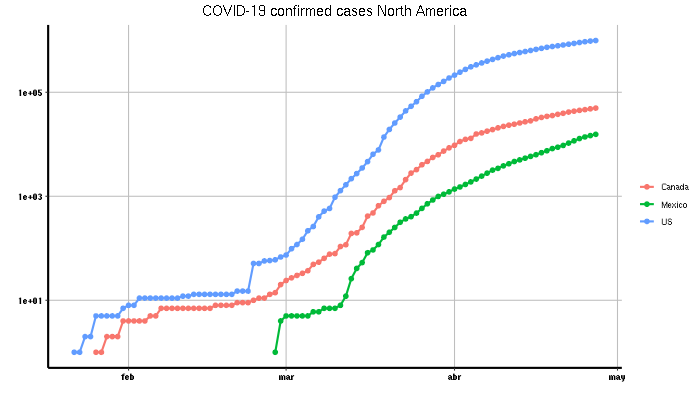 COVID-19 confirmed cases North America
1e+05
1e+03
1e+01
feb
mar
abr
may
Canada
Mexico
US